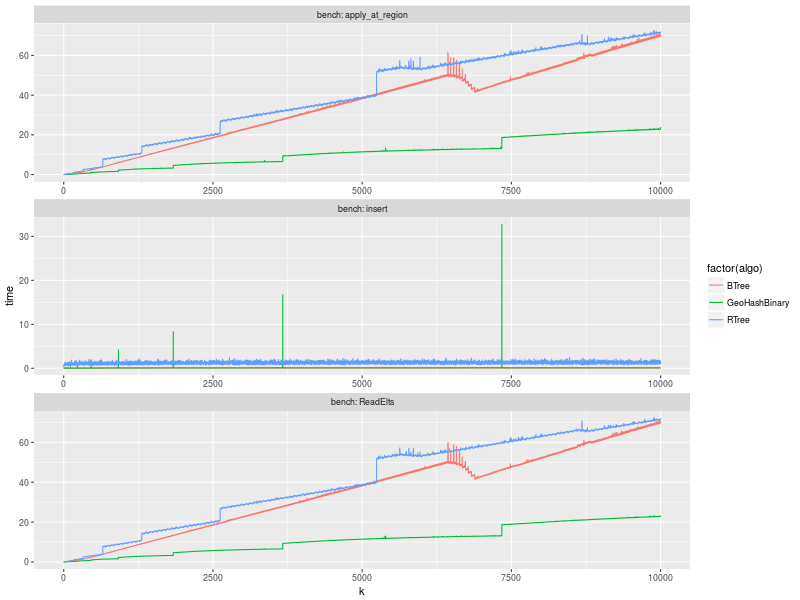 bench: apply_at_region
60
40
20
0
0 2500 5000 7500 10000
bench: insert
30
20
10
0
0 2500 5000 7500 10000
bench: ReadElts
60
40
20
0
0 2500 5000 7500 10000
k
time
factor(algo)
BTree
GeoHashBinary
RTree